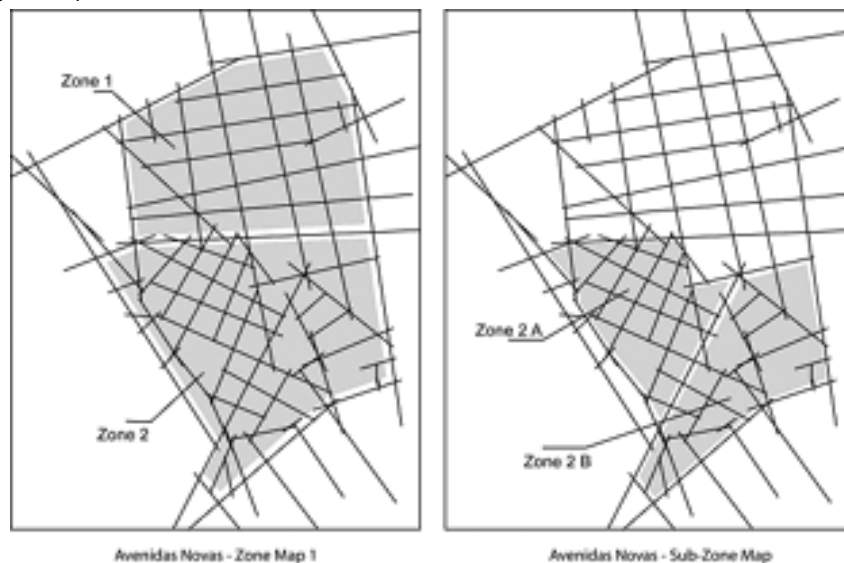 Zone 1
Zone 2
Avenidas Novas - Zone Map 1
Zone 2 A
Zone 2 B
Avenidas Novas - Sub-Zone Map